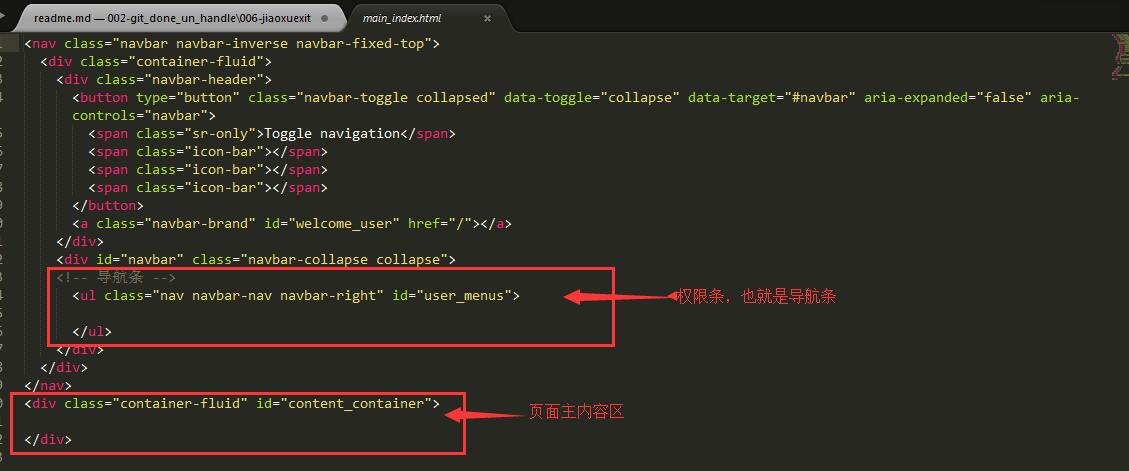 readme.md — 002-git_done_un_handle\006-jiaoxuexit
main_index.html
<nav class="navbar navbar-inverse navbar-fixed-top">
<div class="container-fluid">
<div class="navbar-header">
<button type="button" class="navbar-toggle collapsed" data-toggle="collapse" data-target="#navbar" aria-expanded="false" aria-
controls="navbar">
<span class="sr-only">Toggle navigation</span>
<span class="icon-bar"></span>
<span class="icon-bar"></span>
<span class="icon-bar"></span>
</button>
<a class="navbar-brand" id="welcome_user" href="/"></a>
</div>
<div id="navbar" class="navbar-collapse collapse">
<!-- 导航条 -->
<ul class="nav navbar-nav navbar-right" id="user_menus">
权限条，也就是导航条
</ul>
</div>
</div>
</nav>
<div class="container-fluid" id="content_container">
页面主内容区
</div>